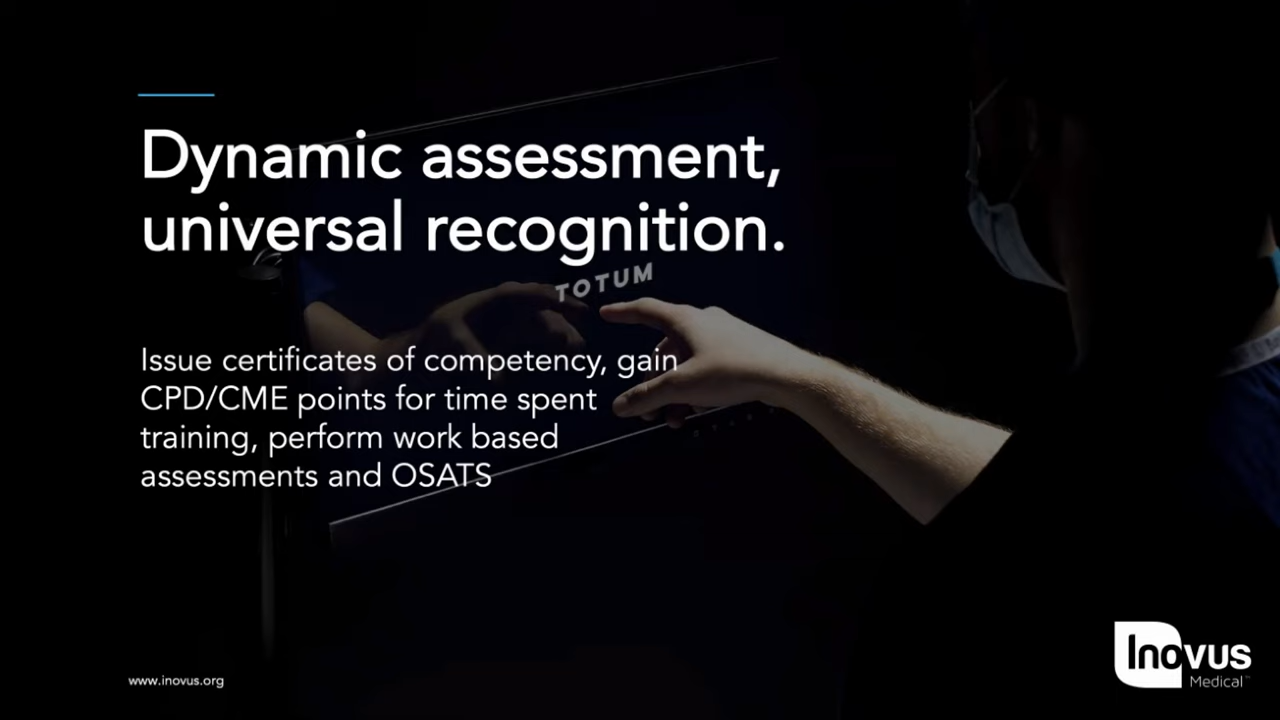 Dynamic assessment,
universal recognition.
TOTUM
Issue certificates of competency, gain
CPD/CME points for time spent
training, perform work based
assessments and OSATS
www.inovus.org
Inovus
Medical™